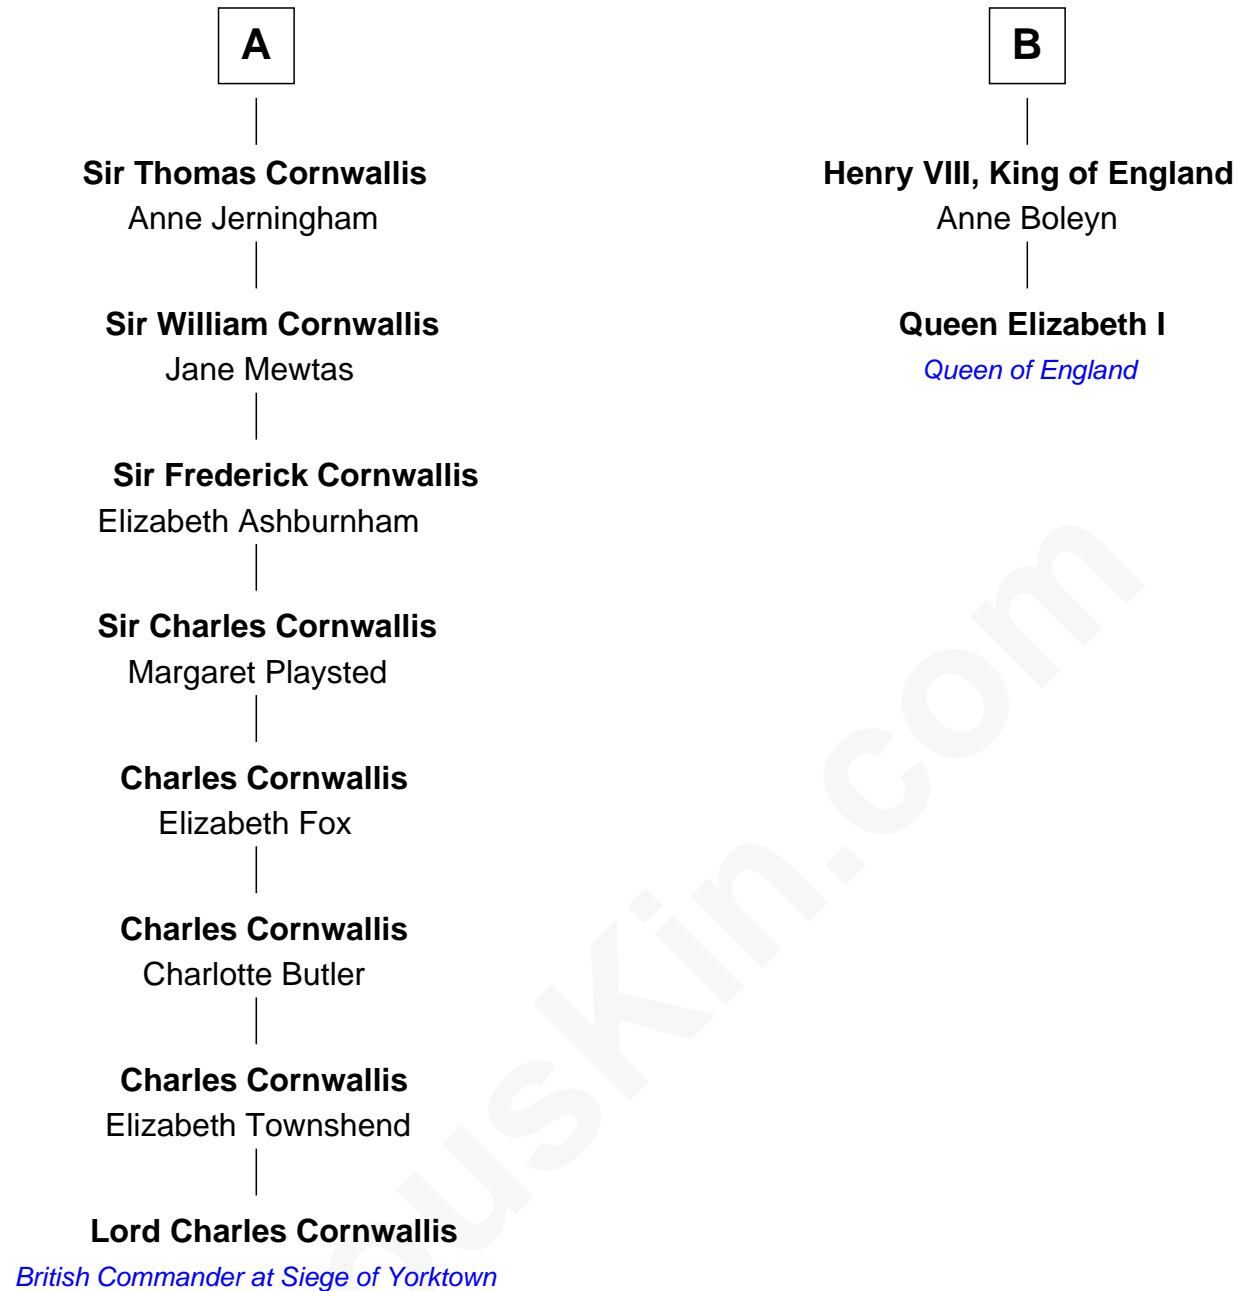 A
Sir Thomas Cornwallis
Anne Jerningham
Sir William Cornwallis
Jane Mewtas
Sir Frederick Cornwallis
Elizabeth Ashburnham
Sir Charles Cornwallis
Margaret Playsted
Charles Cornwallis
Elizabeth Fox
Charles Cornwallis
Charlotte Butler
Charles Cornwallis
Elizabeth Townshend
Lord Charles Cornwallis
British Commander at Siege of Yorktown
B
Henry VIII, King of England
Anne Boleyn
Queen Elizabeth I
Queen of England
ousKin.com